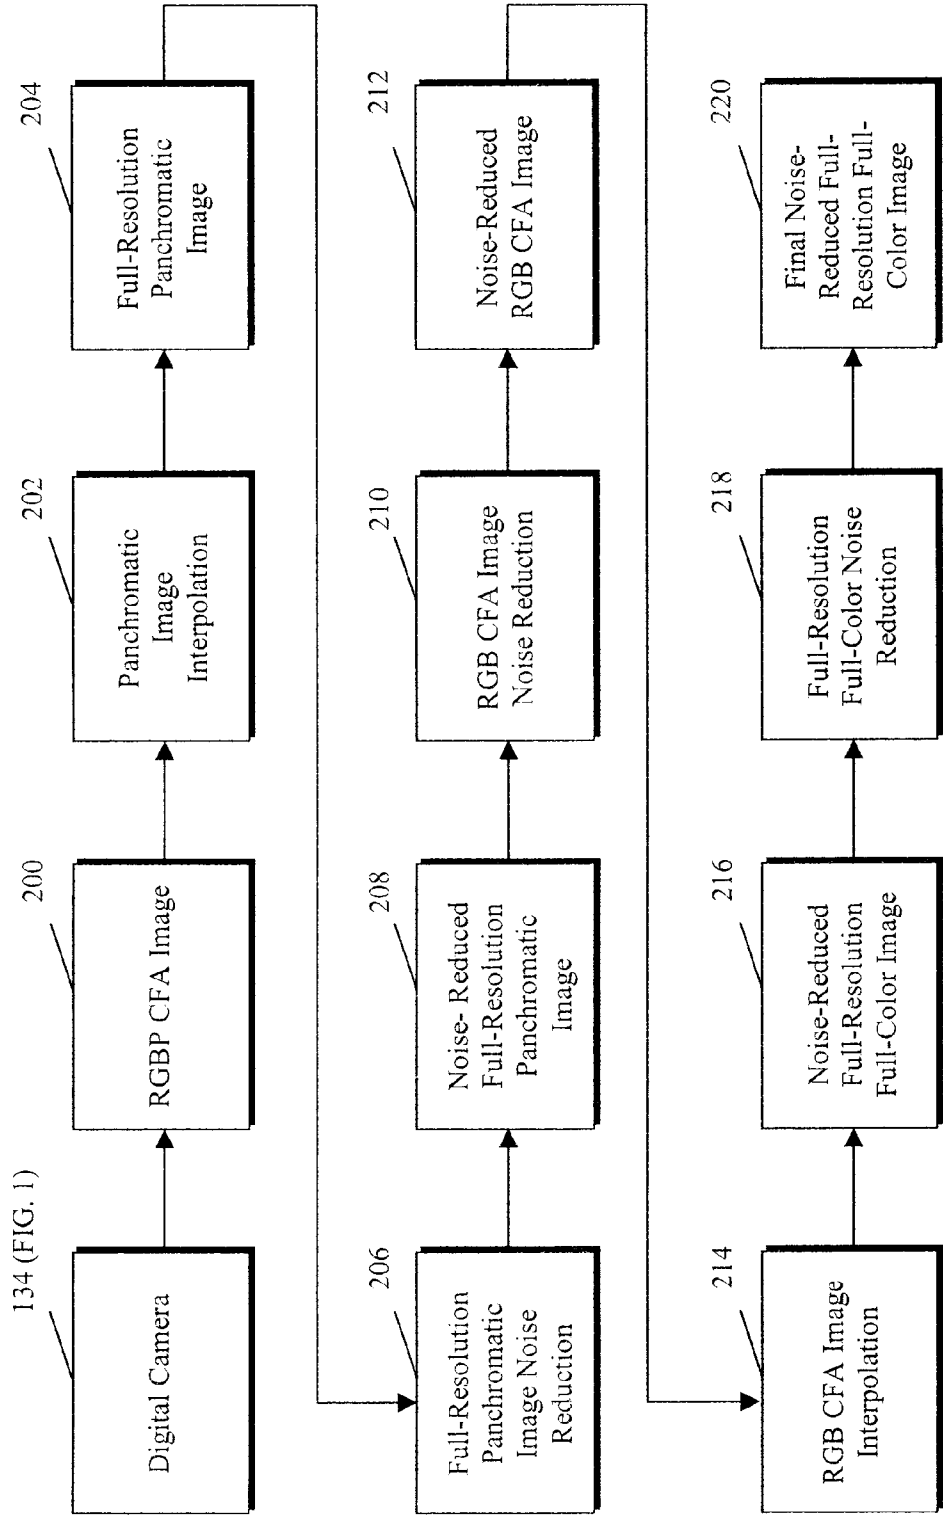 134 (FIG. 1)
Digital Camera
200
RGBP CFA Image
202
Panchromatic
Image
Interpolation
204
Full-Resolution
Panchromatic
Image
206
Full-Resolution
Panchromatic
Image Noise
Reduction
208
Noise- Reduced
Full-Resolution
Panchromatic
Image
210
RGB CFA Image
Noise Reduction
212
Noise-Reduced
RGB CFA Image
214
RGB CFA Image
Interpolation
216
Noise-Reduced
Full-Resolution
Full-Color Image
218
Full-Resolution
Full-Color Noise
Reduction
220
Final Noise-
Reduced Full-
Resolution Full-
Color Image